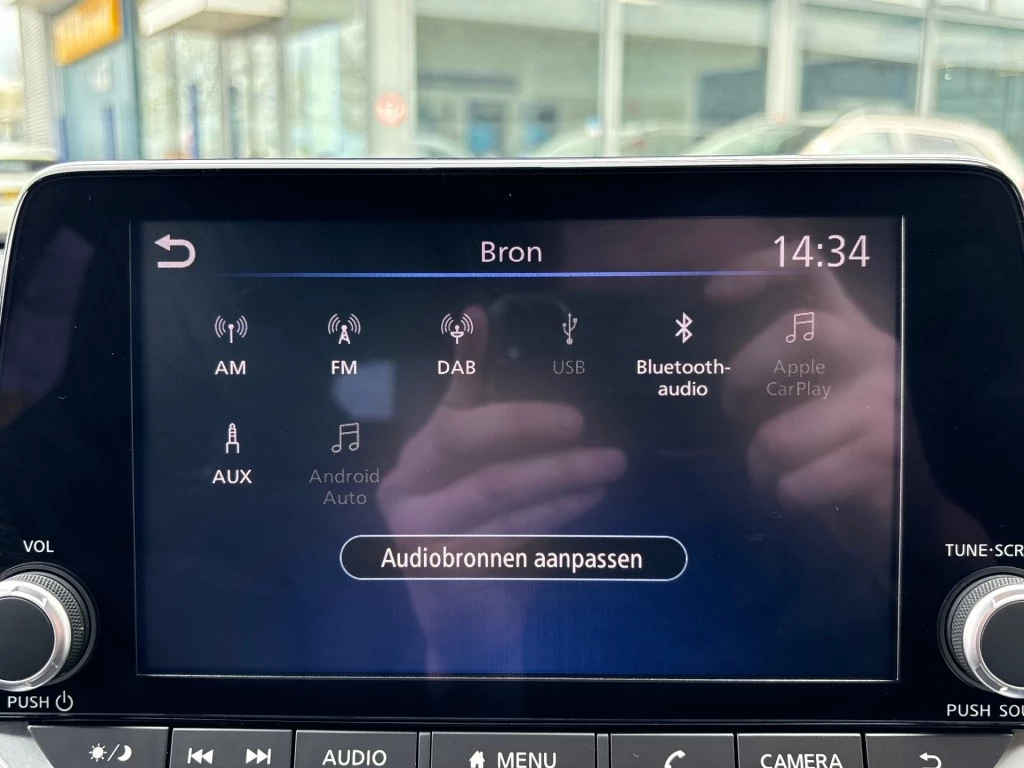 Bron
14:34
AM
FM
DAB
USB
Bluetooth-
audio
Apple
CarPlay
AUX
Android
Auto
Audiobronnen aanpassen
VOL
PUSH
TUNE·SCR
PUSH SOU
AUDIO
MENU
CAMERA